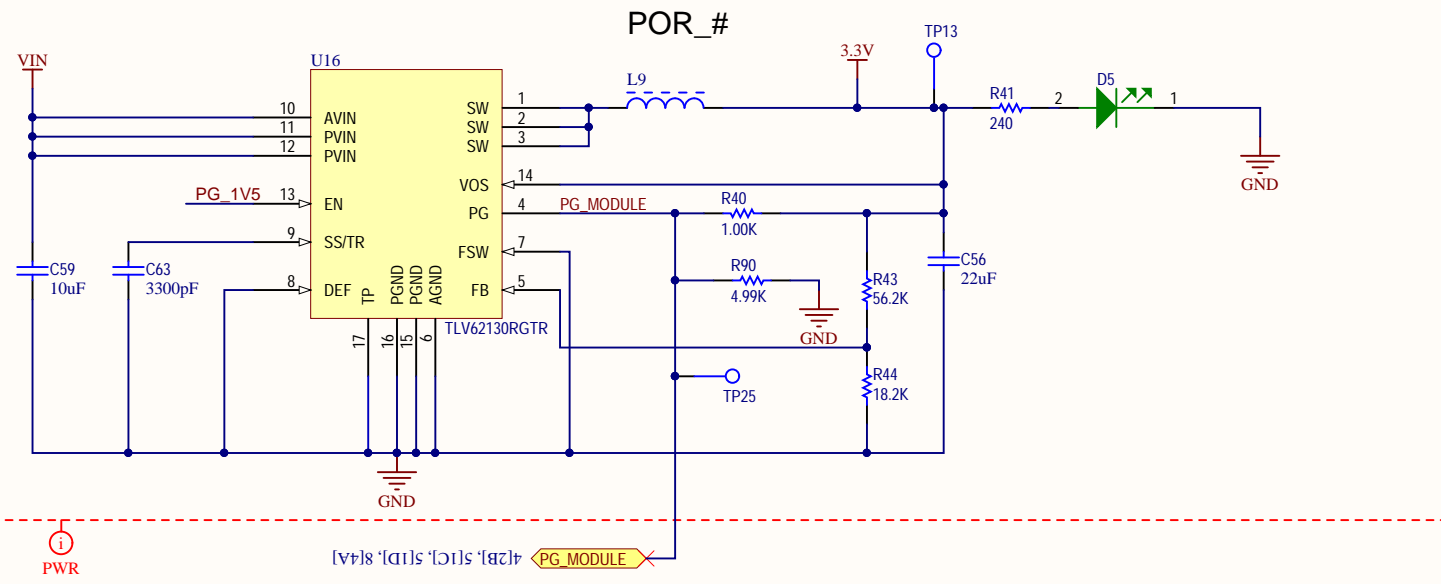 POR_#
VIN
U16
L9
3.3V
TP13
R41
240
2
D5
1
GND
10
AVIN
11
PVIN
12
PVIN
SW
1
SW
2
SW
3
VOS
14
PG_1V5
13
EN
PG
4
PG_MODULE
R40
1.00K
9
SS/TR
FSW
7
C59
10uF
C63
3300pF
8
DEF
TP
PGND
PGND
AGND
FB
5
R90
4.99K
GND
R43
56.2K
C56
22uF
TLV62130RGTR
17
16
15
6
TP25
R44
18.2K
GND
4[2B], 5[1C], 5[1D], 8[4A]
PG_MODULE
i
PWR